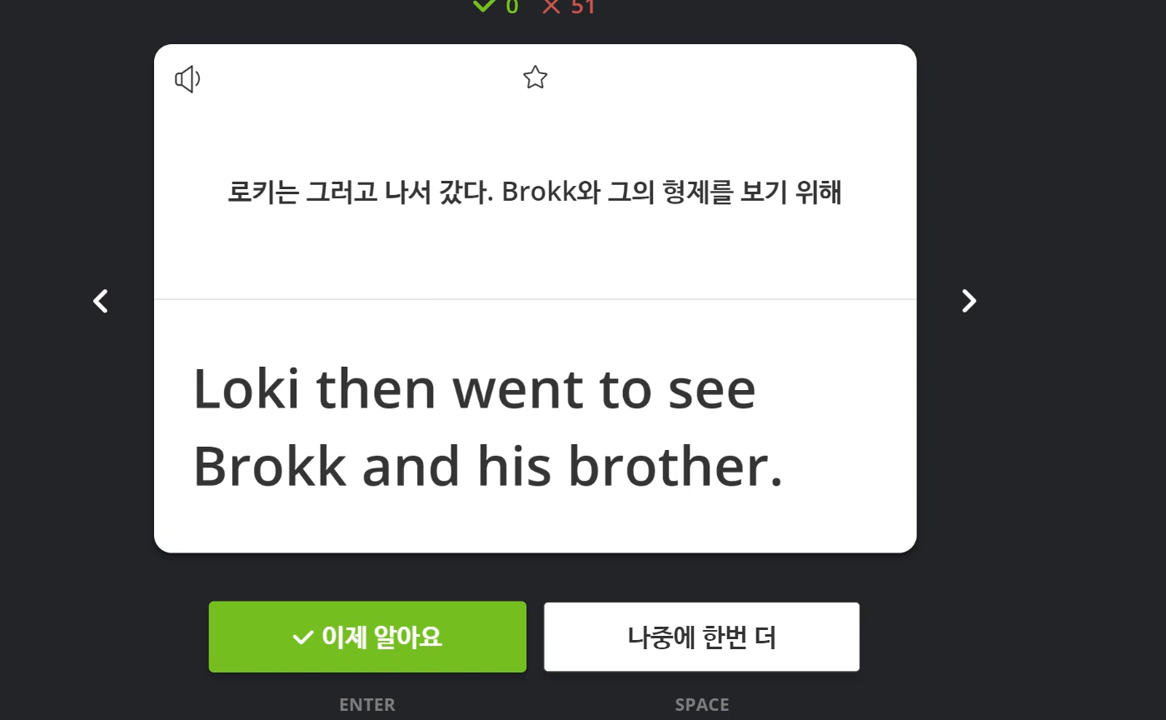 0 51
로키는 그러고 나서 갔다. Brokk와 그의 형제를 보기 위해
Loki then went to see
Brokk and his brother.
이제 알아요 나중에 한번 더
ENTER SPACE